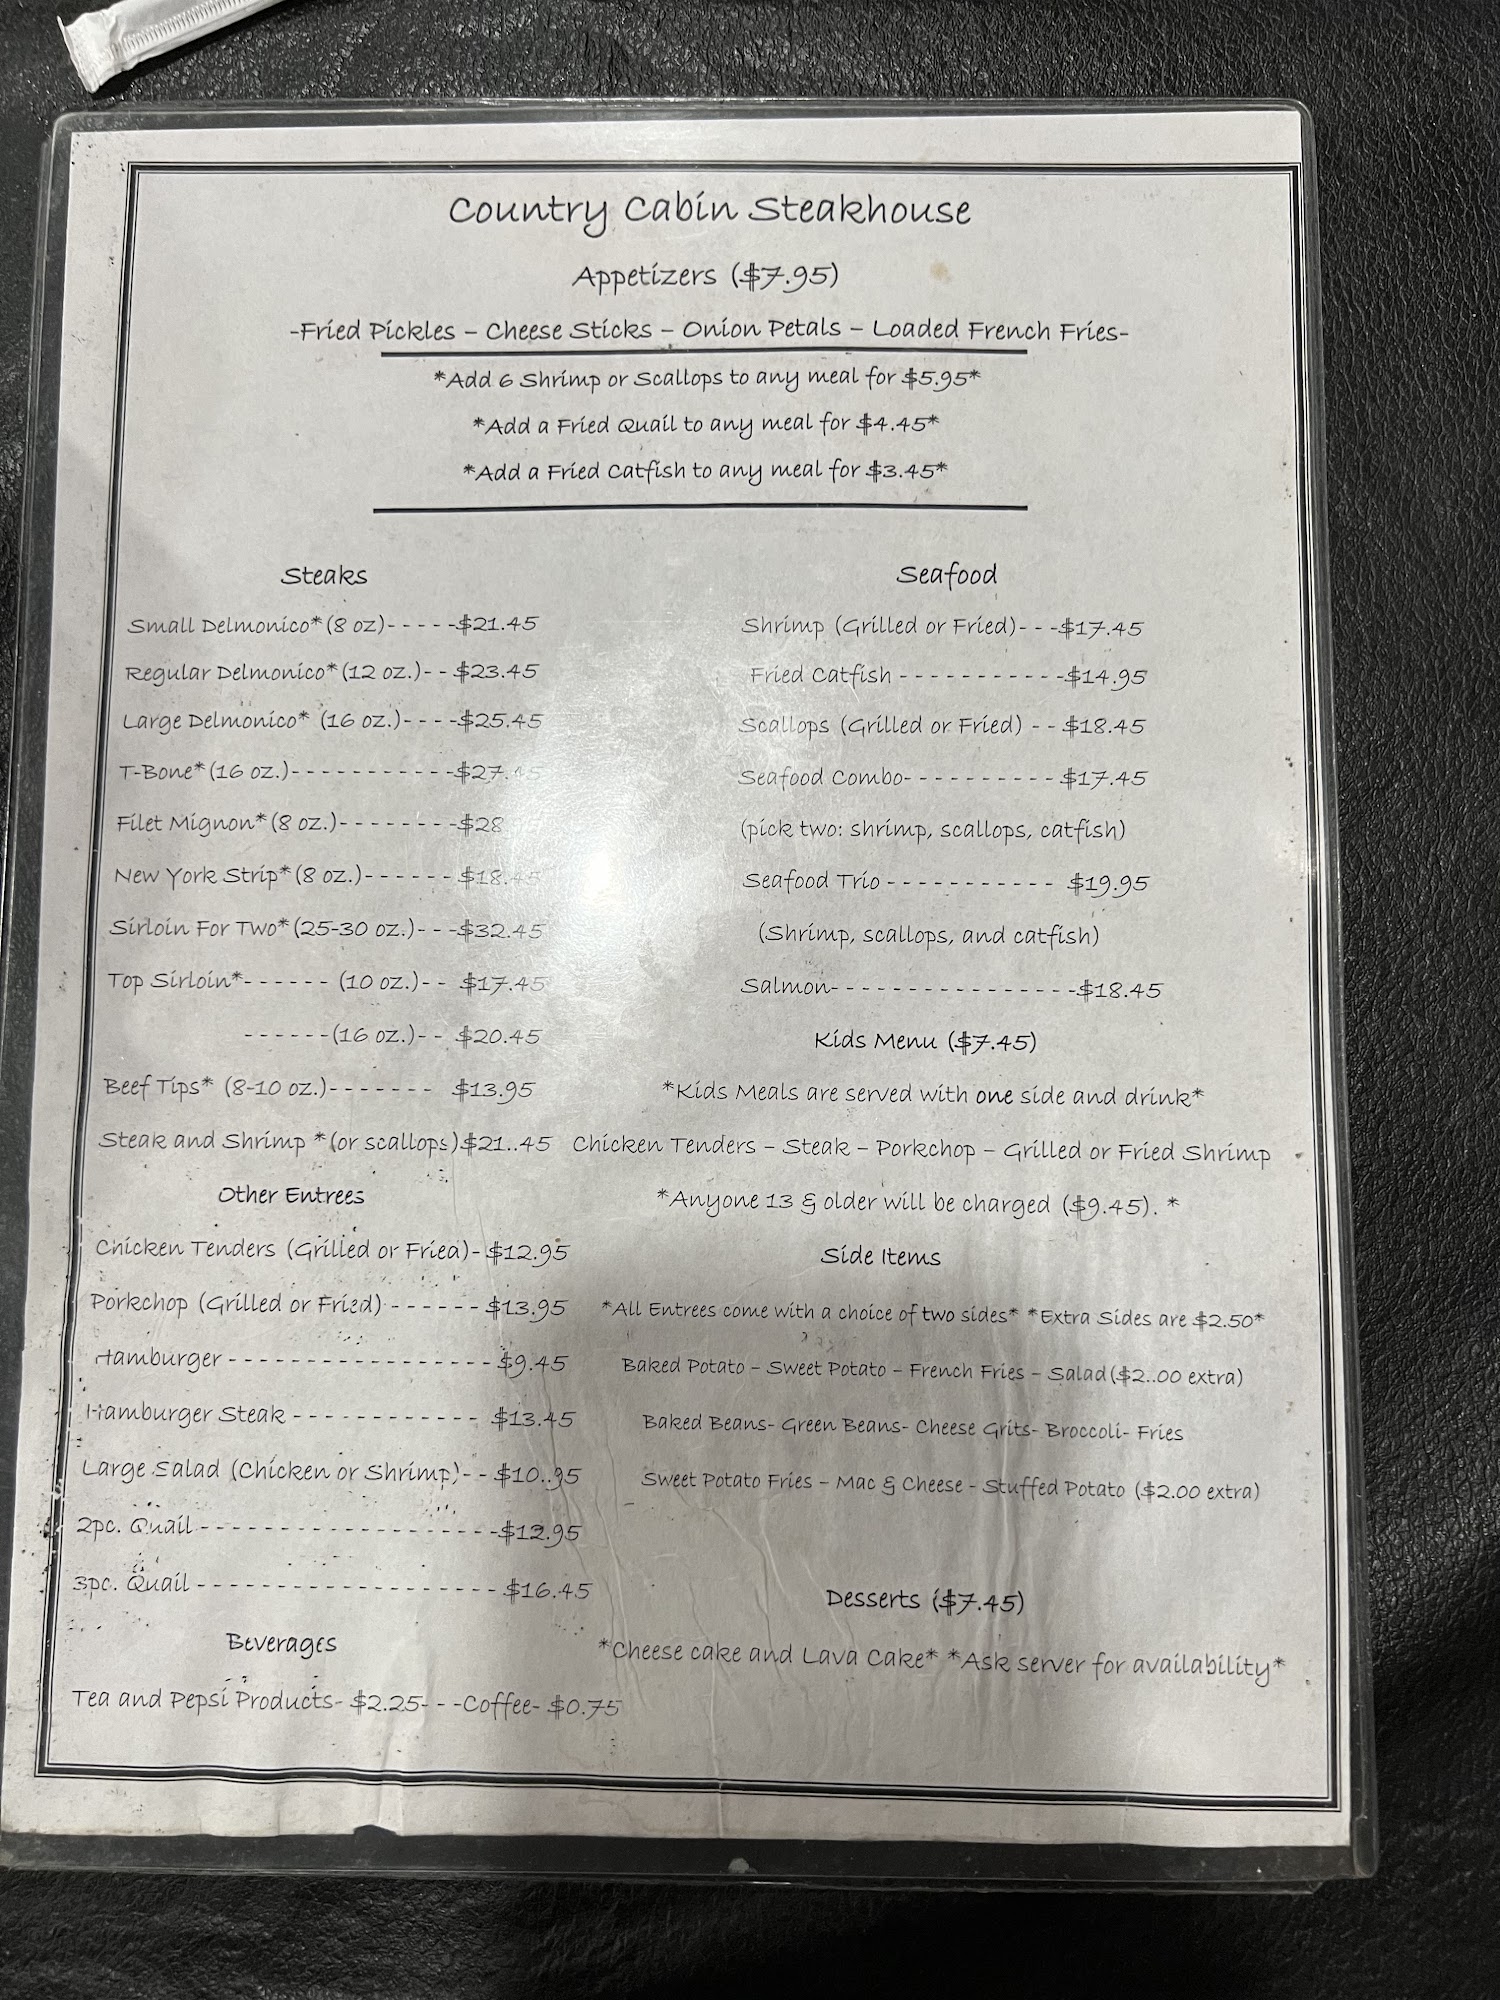 Country Cabin Steakhouse
Appetizers ($7.95)
-Fried Pickles – Cheese Sticks – Onion Petals – Loaded French Fries-
*Add 6 Shrimp or Scallops to any meal for $5.95*
*Add a Fried Quail to any meal for $4.45*
*Add a Fried Catfish to any meal for $3.45*
Steaks
Small Delmonico* (8 oz)- - - - -$21.45
Regular Delmonico* (12 oz.)- - $23.45
Large Delmonico* (16 oz.)- - - -$25.45
T-Bone* (16 oz.)- - - - - - - - - - -$27.45
Filet Mignon* (8 oz.)- - - - - - - -$28
New York Strip* (8 oz.)- - - - - - $18.45
Sirloin For Two* (25-30 oz.)- - -$32.45
Top Sirloin*- - - - - - (10 oz.)- - $17.45
- - - - - -(16 oz.)- - $20.45
Beef Tips* (8-10 oz.)- - - - - - - $13.95
Steak and Shrimp *(or scallops)$21..45
Other Entrees
Chicken Tenders (Grilled or Fried)- $12.95
Porkchop (Grilled or Fried) - - - - - - $13.95
Hamburger - - - - - - - - - - - - - - - - - $9.45
Hamburger Steak - - - - - - - - - - - - $13.45
Large Salad (Chicken or Shrimp)- - $10..95
2pc. Quail - - - - - - - - - - - - - - - - - - -$12.95
3pc. Quail - - - - - - - - - - - - - - - - - - - $16.45
Beverages
Tea and Pepsi Products- $2.25- - -Coffee- $0.75
Seafood
Shrimp (Grilled or Fried)- - -$17.45
Fried Catfish - - - - - - - - - - -$14.95
Scallops (Grilled or Fried) - - $18.45
Seafood Combo- - - - - - - - - - $17.45
(pick two: shrimp, scallops, catfish)
Seafood Trio - - - - - - - - - - - $19.95
(Shrimp, scallops, and catfish)
Salmon- - - - - - - - - - - - - - - -$18.45
Kids Menu ($7.45)
*Kids Meals are served with one side and drink*
Chicken Tenders – Steak – Porkchop – Grilled or Fried Shrimp
*Anyone 13 & older will be charged ($9.45). *
Side Items
*All Entrees come with a choice of two sides* *Extra Sides are $2.50*
Baked Potato – Sweet Potato – French Fries – Salad ($2..00 extra)
Baked Beans- Green Beans- Cheese Grits- Broccoli- Fries
Sweet Potato Fries – Mac & Cheese - Stuffed Potato ($2.00 extra)
Desserts ($7.45)
*Cheese cake and Lava Cake* *Ask server for availability*